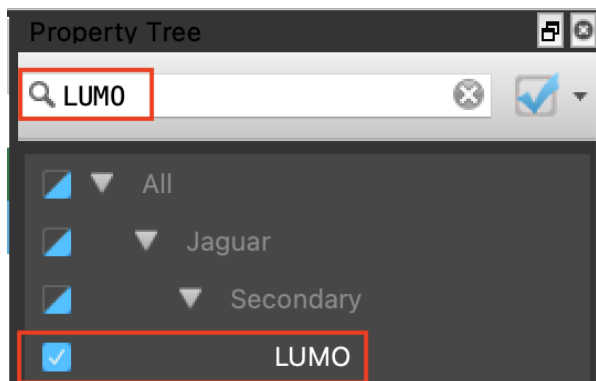 Property Tree
LUMO
All
Jaguar
Secondary
LUMO